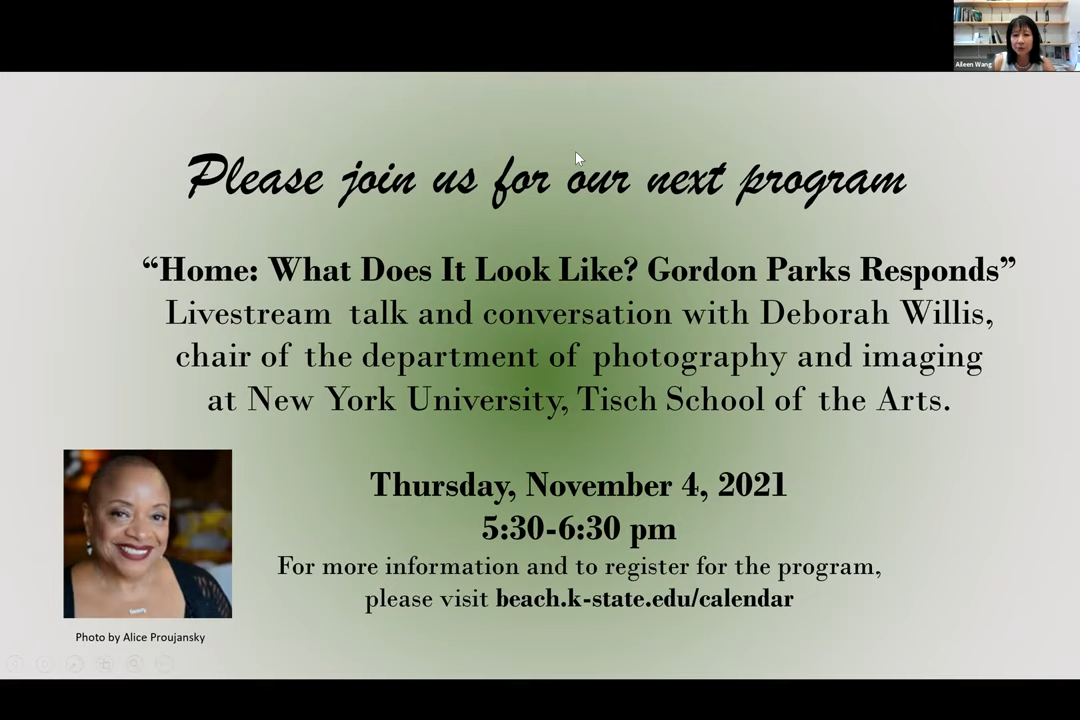 Aileen Wang
Please join us for our next program
“Home: What Does It Look Like? Gordon Parks Responds”
Livestream talk and conversation with Deborah Willis,
chair of the department of photography and imaging
at New York University, Tisch School of the Arts.
Thursday, November 4, 2021
5:30-6:30 pm
For more information and to register for the program,
please visit beach.k-state.edu/calendar
Photo by Alice Proujansky